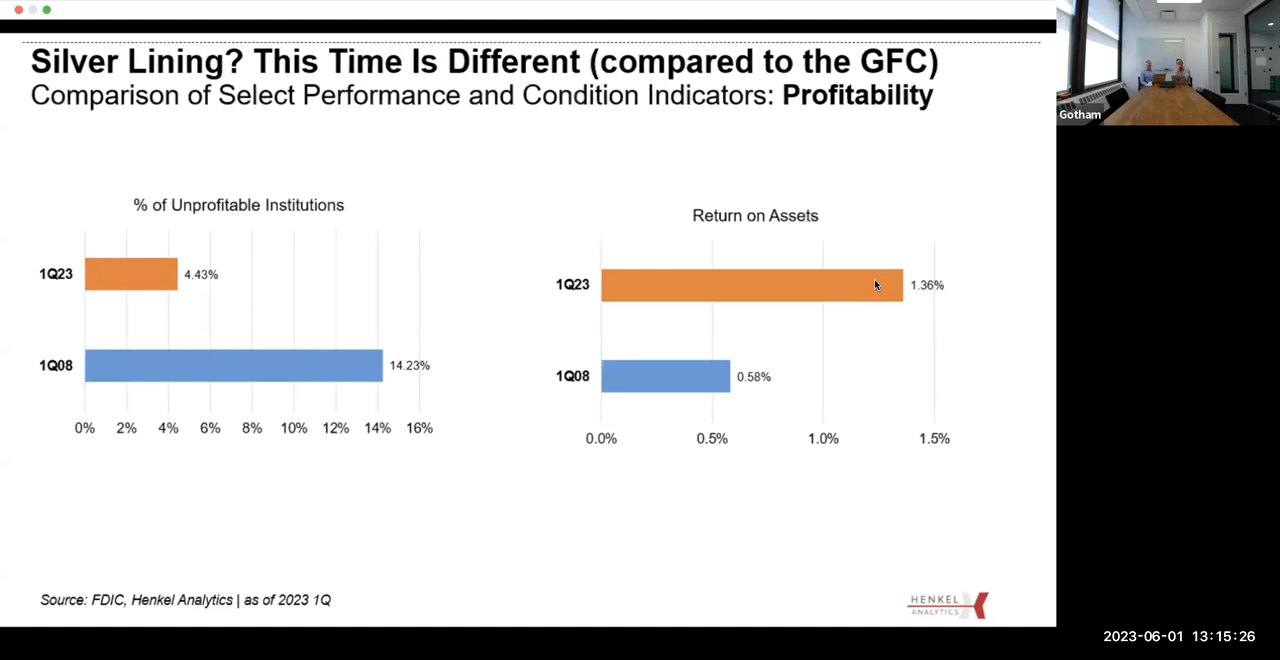 Silver Lining? This Time Is Different (compared to the GFC)
Comparison of Select Performance and Condition Indicators: Profitability
Gotham
% of Unprofitable Institutions
1Q23
4.43%
1Q08
14.23%
0% 2% 4% 6% 8% 10% 12% 14% 16%
Return on Assets
1Q23
1.36%
1Q08
0.58%
0.0% 0.5% 1.0% 1.5%
Source: FDIC, Henkel Analytics | as of 2023 1Q
HENKEL
ANALYTICS
2023-06-01 13:15:26